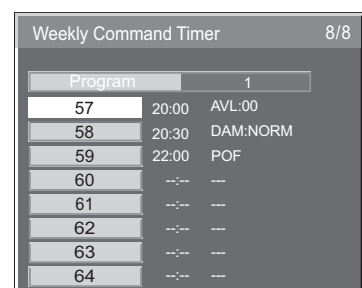 Weekly Command Timer 8/8
Program 1
57 20:00 AVL:00
58 20:30 DAM:NORM
59 22:00 POF
60 --:-- ---
61 --:-- ---
62 --:-- ---
63 --:-- ---
64 --:-- ---